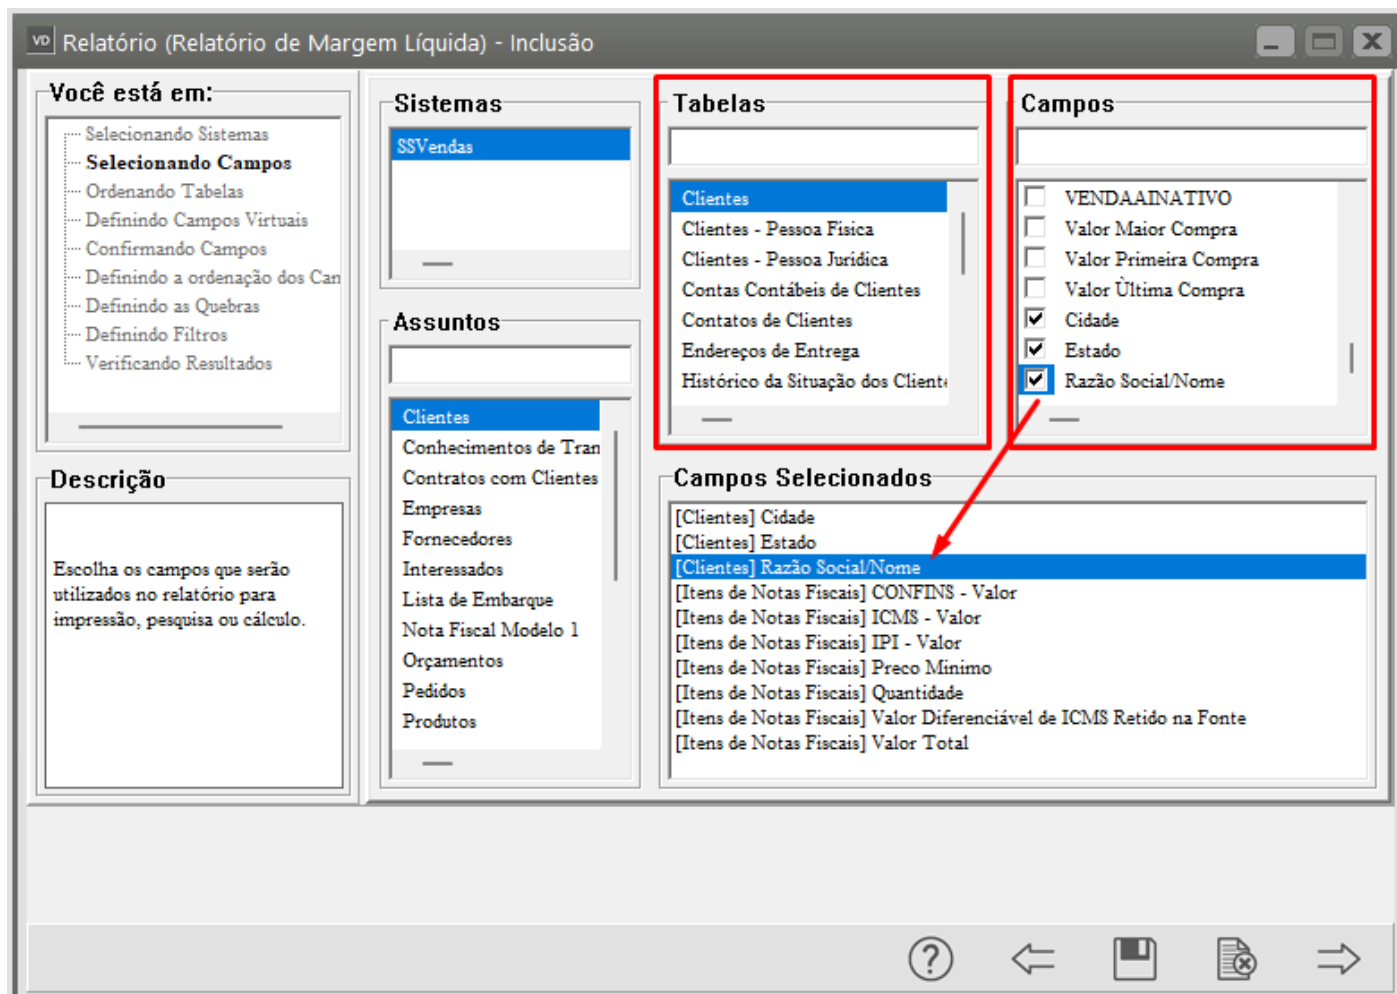 VD Relatório (Relatório de Margem Líquida) - Inclusão
Você está em:
Selecionando Sistemas
Selecionando Campos
Ordenando Tabelas
Definindo Campos Virtuais
Confirmando Campos
Definindo a ordenação dos Can
Definindo as Quebras
Definindo Filtros
Verificando Resultados
Descrição
Escolha os campos que serão
utilizados no relatório para
impressão, pesquisa ou cálculo.
Sistemas
SSVendas
Assuntos
Clientes
Conhecimentos de Tran
Contratos com Clientes
Empresas
Fornecedores
Interessados
Lista de Embarque
Nota Fiscal Modelo 1
Orçamentos
Pedidos
Produtos
Tabelas
Clientes
Clientes - Pessoa Fisica
Clientes - Pessoa Juridica
Contas Contábeis de Clientes
Contatos de Clientes
Endereços de Entrega
Histórico da Situação dos Cliente
Campos
VENDAAINATIVO
Valor Maior Compra
Valor Primeira Compra
Valor Ùltima Compra
Cidade
Estado
Razão Social/Nome
Campos Selecionados
[Clientes] Cidade
[Clientes] Estado
[Clientes] Razão Social/Nome
[Itens de Notas Fiscais] CONFINS - Valor
[Itens de Notas Fiscais] ICMS - Valor
[Itens de Notas Fiscais] IPI - Valor
[Itens de Notas Fiscais] Preco Minimo
[Itens de Notas Fiscais] Quantidade
[Itens de Notas Fiscais] Valor Diferenciável de ICMS Retido na Fonte
[Itens de Notas Fiscais] Valor Total